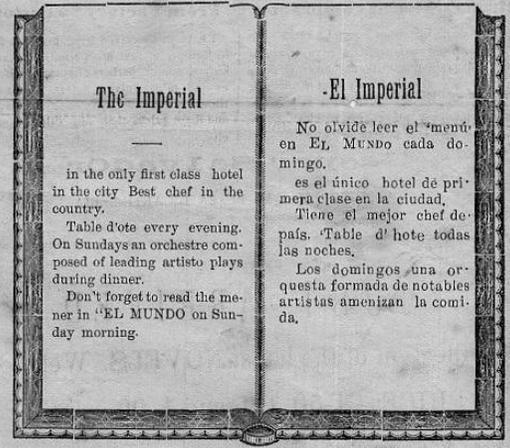 The Imperial
in the only first class hotel
in the city Best chef in the
country.
Table d'ote every evening.
On Sundays an orchestre com-
posed of leading artisto plays
during dinner.
Don't forget to read the me-
ner in "EL MUNDO on Sun-
day morning.
-El Imperial
No olvide leer el 'menú'
en EL MUNDO cada do-
mingo.
es el único hotel de pri-
mera clase en la ciudad.
Tiene el mejor chef de.
país. 'Table d' hote todas
las noches.
Los domingos una or-
questa formada de notables
artistas amenizan la comi-
da,